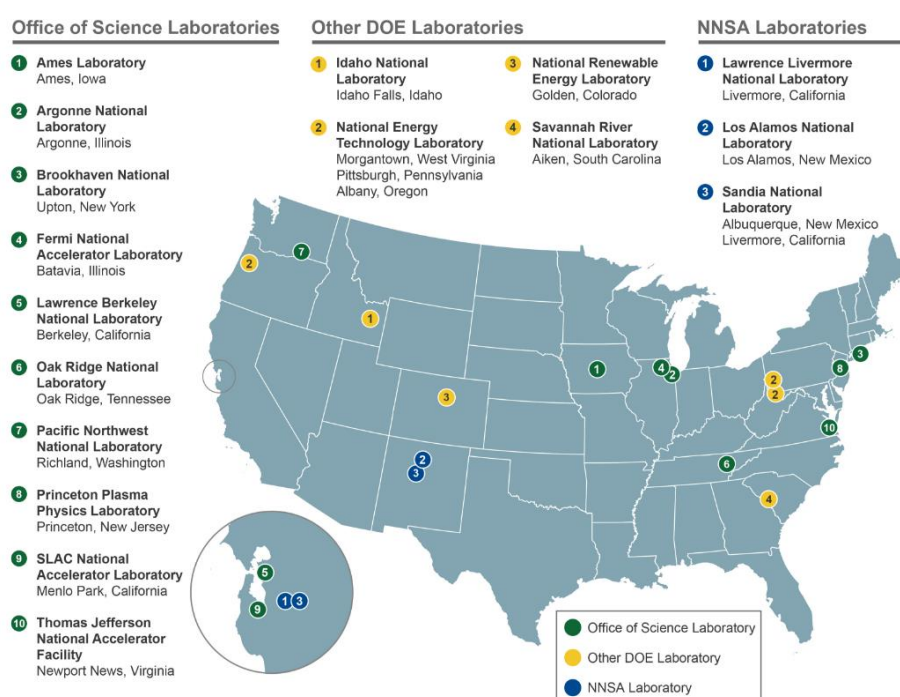 Office of Science Laboratories
1 Ames Laboratory
Ames, Iowa
2 Argonne National
Laboratory
Argonne, Illinois
3 Brookhaven National
Laboratory
Upton, New York
4 Fermi National
Accelerator Laboratory
Batavia, Illinois
5 Lawrence Berkeley
National Laboratory
Berkeley, California
6 Oak Ridge National
Laboratory
Oak Ridge, Tennessee
7 Pacific Northwest
National Laboratory
Richland, Washington
8 Princeton Plasma
Physics Laboratory
Princeton, New Jersey
9 SLAC National
Accelerator Laboratory
Menlo Park, California
10 Thomas Jefferson
National Accelerator
Facility
Newport News, Virginia
Other DOE Laboratories
1 Idaho National
Laboratory
Idaho Falls, Idaho
2 National Energy
Technology Laboratory
Morgantown, West Virginia
Pittsburgh, Pennsylvania
Albany, Oregon
3 National Renewable
Energy Laboratory
Golden, Colorado
4 Savannah River
National Laboratory
Aiken, South Carolina
NNSA Laboratories
1 Lawrence Livermore
National Laboratory
Livermore, California
2 Los Alamos National
Laboratory
Los Alamos, New Mexico
3 Sandia National
Laboratory
Albuquerque, New Mexico
Livermore, California
7
2
1
3
2
3
1
4
2
6
2
2
8
3
10
4
5
1
3
9
Office of Science Laboratory
Other DOE Laboratory
NNSA Laboratory